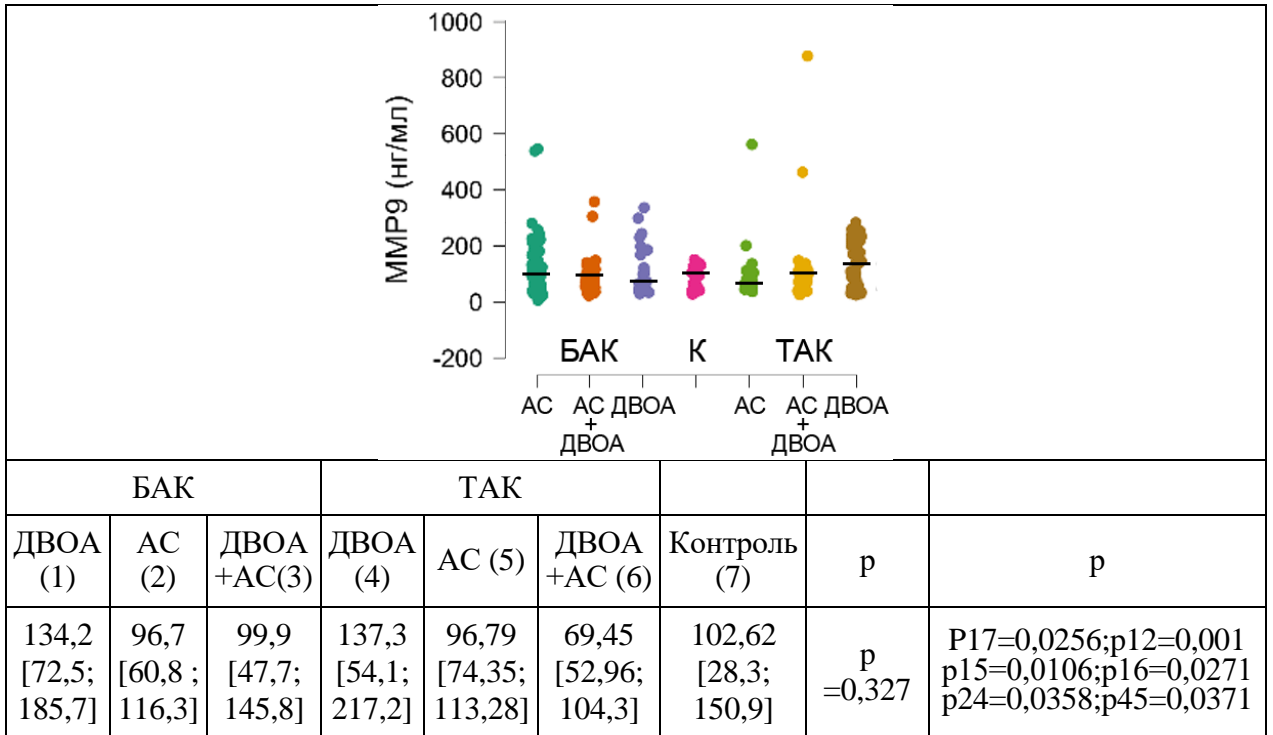 1000
800
600
400
200
0
-200
MMP9 (нг/мл)
БАК К ТАК
АС АС ДВОА АС АС ДВОА
+ +
ДВОА ДВОА
БАК ТАК
ДВОА (1)
АС (2)
ДВОА +АС(3)
ДВОА (4)
АС (5)
ДВОА +АС (6)
Контроль (7)
p
p
134,2 [72,5; 185,7]
96,7 [60,8 ; 116,3]
99,9 [47,7; 145,8]
137,3 [54,1; 217,2]
96,79 [74,35; 113,28]
69,45 [52,96; 104,3]
102,62 [28,3; 150,9]
p =0,327
P17=0,0256;p12=0,001
p15=0,0106;p16=0,0271
p24=0,0358;p45=0,0371